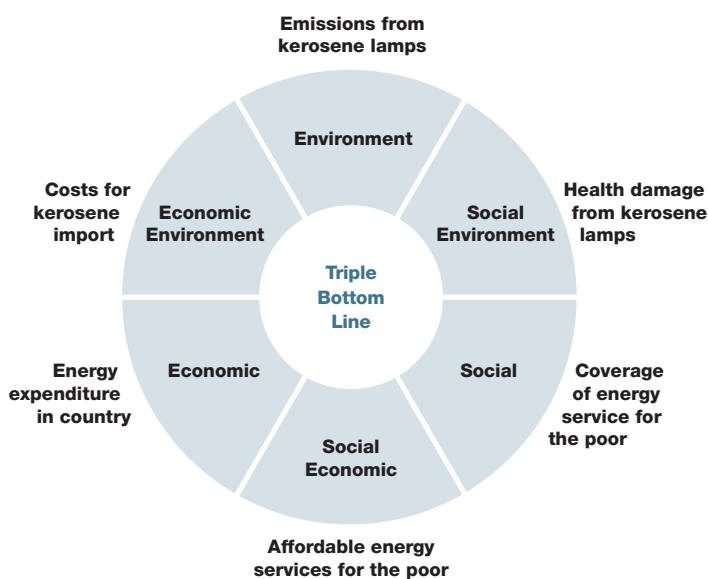 Emissions from
kerosene lamps
Environment
Costs for
kerosene
import
Economic
Environment
Social
Environment
Health damage
from kerosene
lamps
Triple
Bottom
Line
Energy
expenditure
in country
Economic
Social
Coverage
of energy
service for
the poor
Social
Economic
Affordable energy
services for the poor